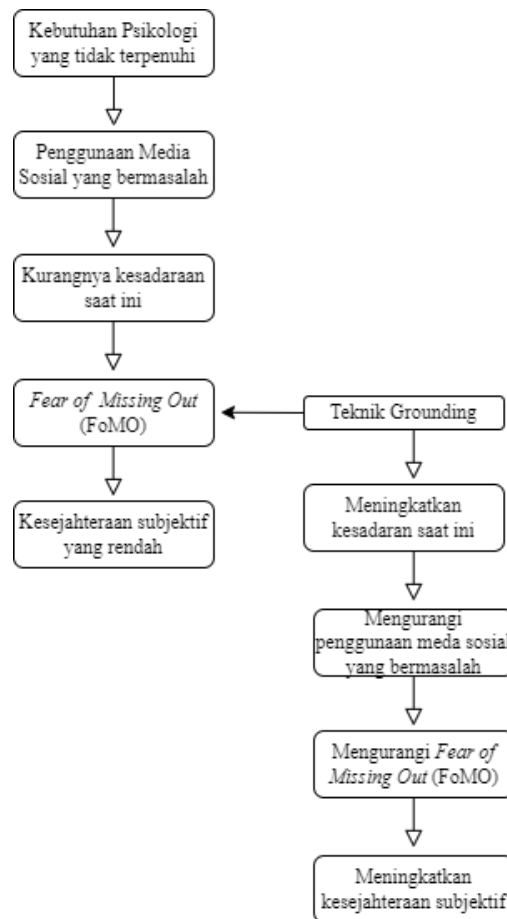 Kebutuhan Psikologi
yang tidak terpenuhi
Penggunaan Media
Sosial yang bermasalah
Kurangnya kesadaraan
saat ini
Fear of Missing Out
(FoMO)
Kesejahteraan subjektif
yang rendah
Teknik Grounding
Meningkatkan
kesadaran saat ini
Mengurangi
penggunaan meda sosial
yang bermasalah
Mengurangi Fear of
Missing Out (FoMO)
Meningkatkan
kesejahteraan subjektif